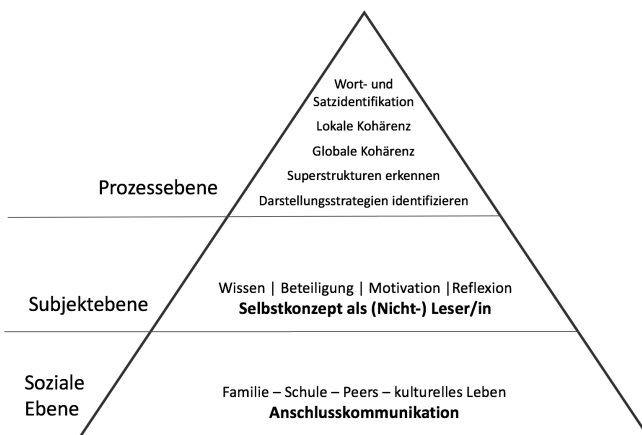 Wort- und
Satzidentifikation
Lokale Kohärenz
Globale Kohärenz
Superstrukturen erkennen
Darstellungsstrategien identifizieren
Prozessebene
Wissen | Beteiligung | Motivation |Reflexion
Selbstkonzept als (Nicht-) Leser/in
Subjektebene
Familie – Schule – Peers – kulturelles Leben
Anschlusskommunikation
Soziale
Ebene